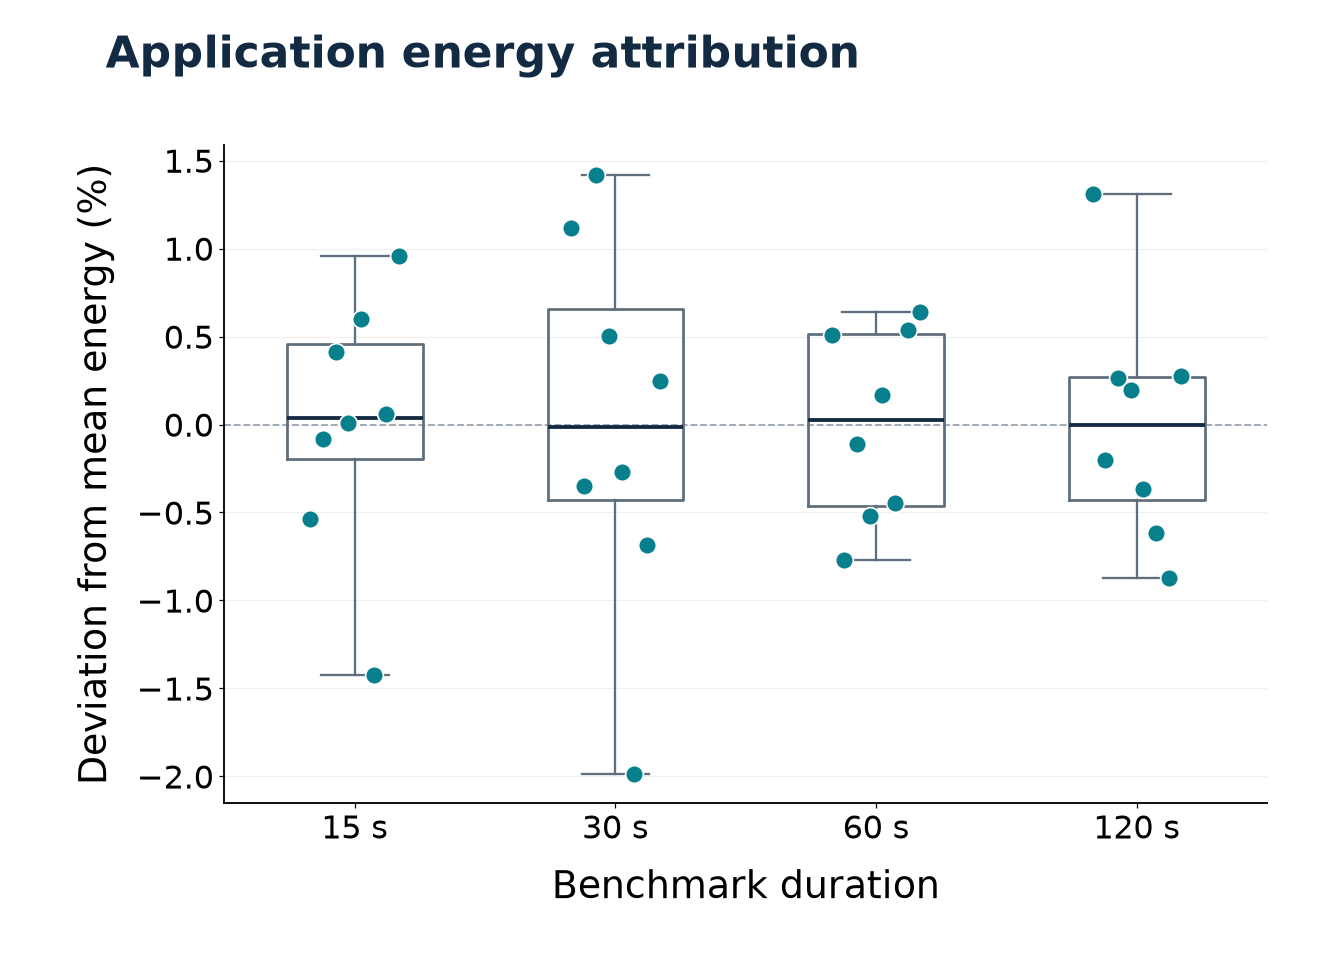 Application energy attribution
Deviation from mean energy (%)
1.5
1.0
0.5
0.0
−0.5
−1.0
−1.5
−2.0
15 s
30 s
60 s
120 s
Benchmark duration